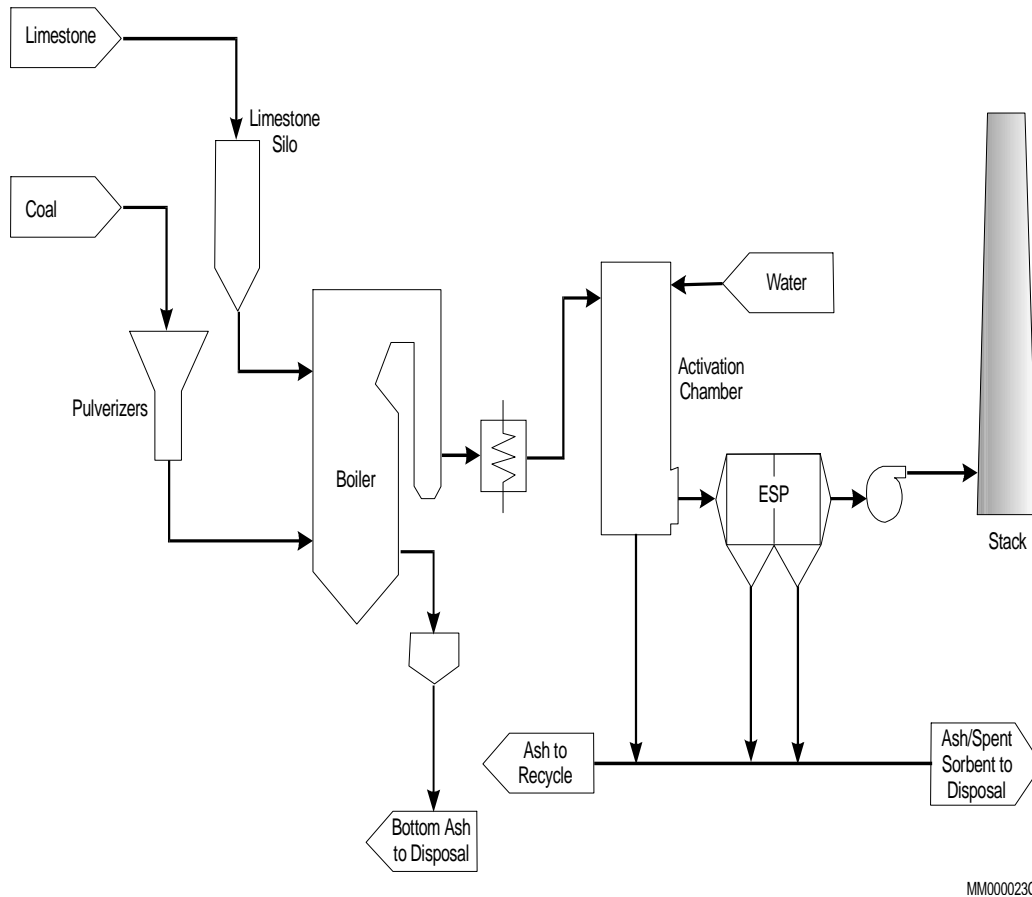 Limestone
Limestone
Silo
Coal
Water
Activation
Chamber
Pulverizers
Boiler
ESP
Stack
Ash to
Recycle
Ash/Spent
Sorbent to
Disposal
Bottom Ash
to Disposal